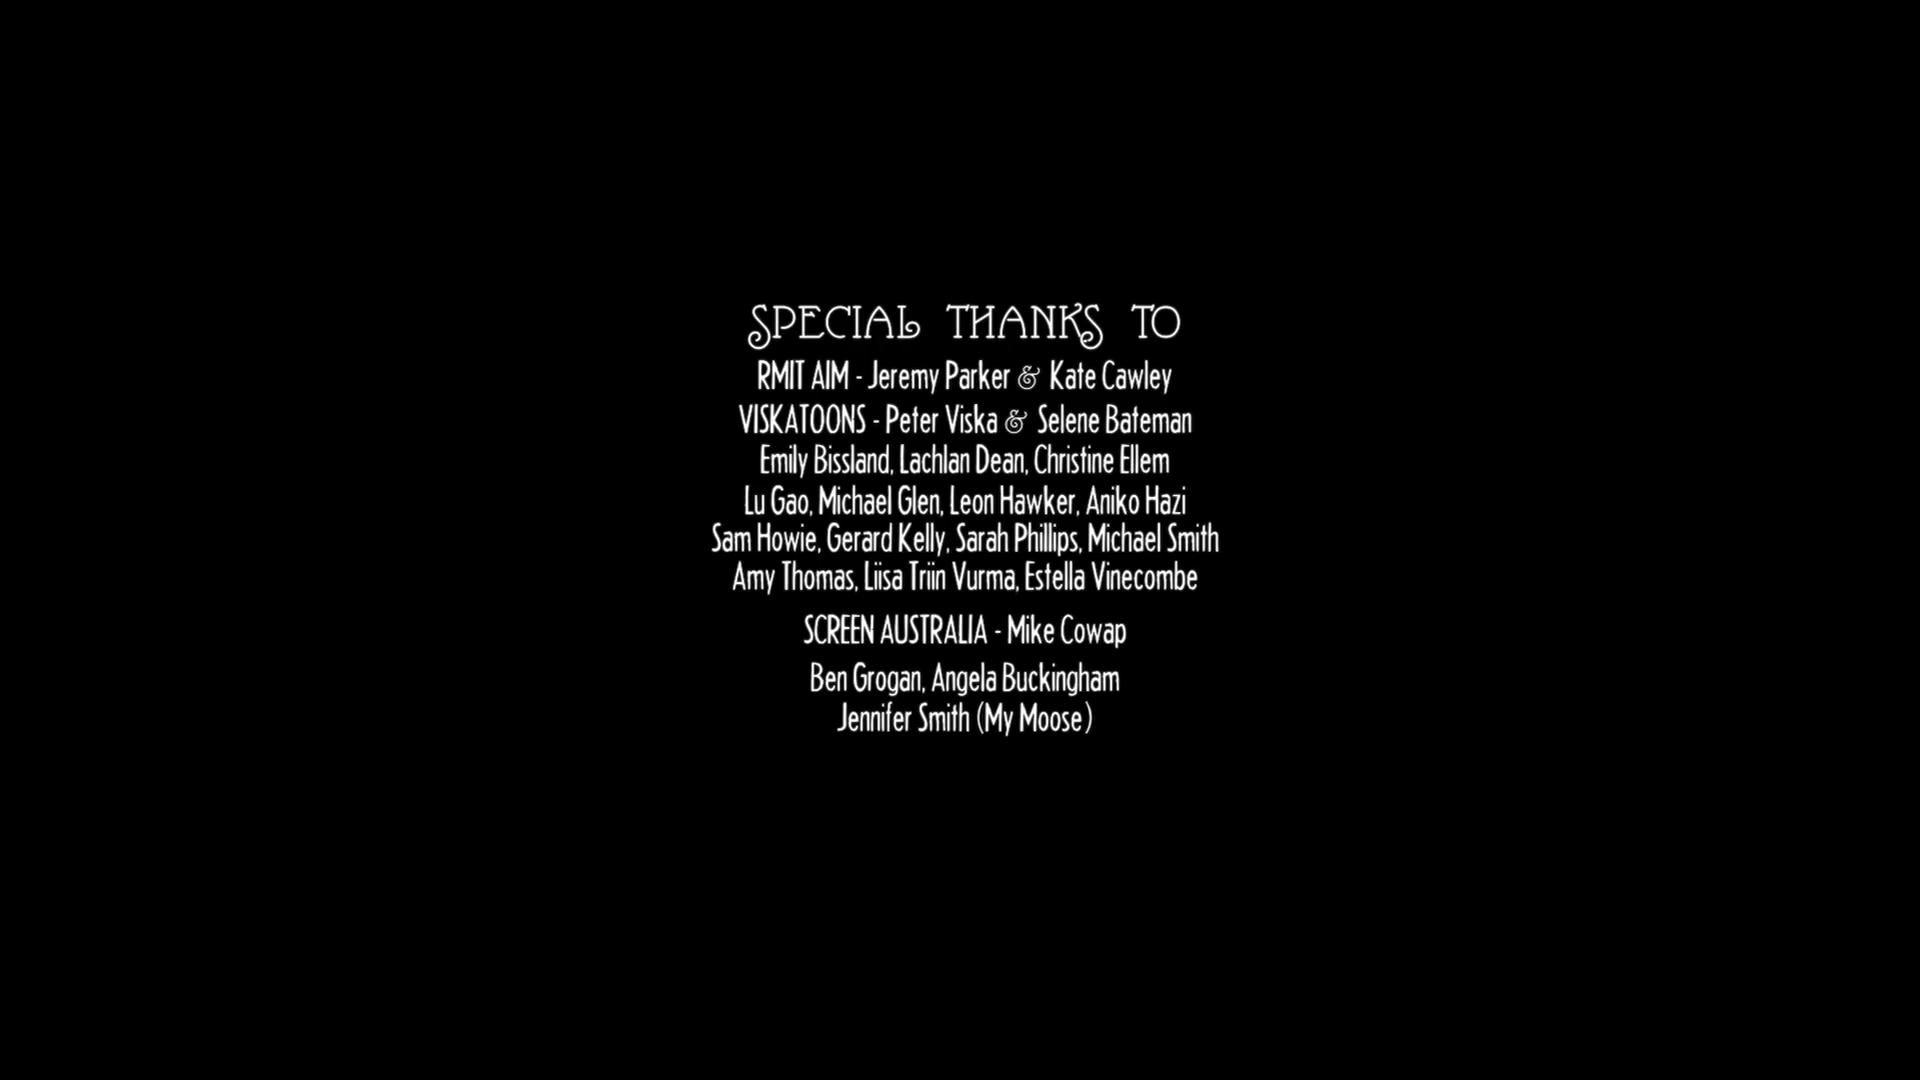 SPECIAL THANKS TO
RMIT AIM - Jeremy Parker & Kate Cawley
VISKATOONS - Peter Viska & Selene Bateman
Emily Bissland, Lachlan Dean, Christine Ellem
Lu Gao, Michael Glen, Leon Hawker, Aniko Hazi
Sam Howie, Gerard Kelly, Sarah Phillips, Michael Smith
Amy Thomas, Liisa Triin Vurma, Estella Vinecombe
SCREEN AUSTRALIA - Mike Cowap
Ben Grogan, Angela Buckingham
Jennifer Smith (My Moose)